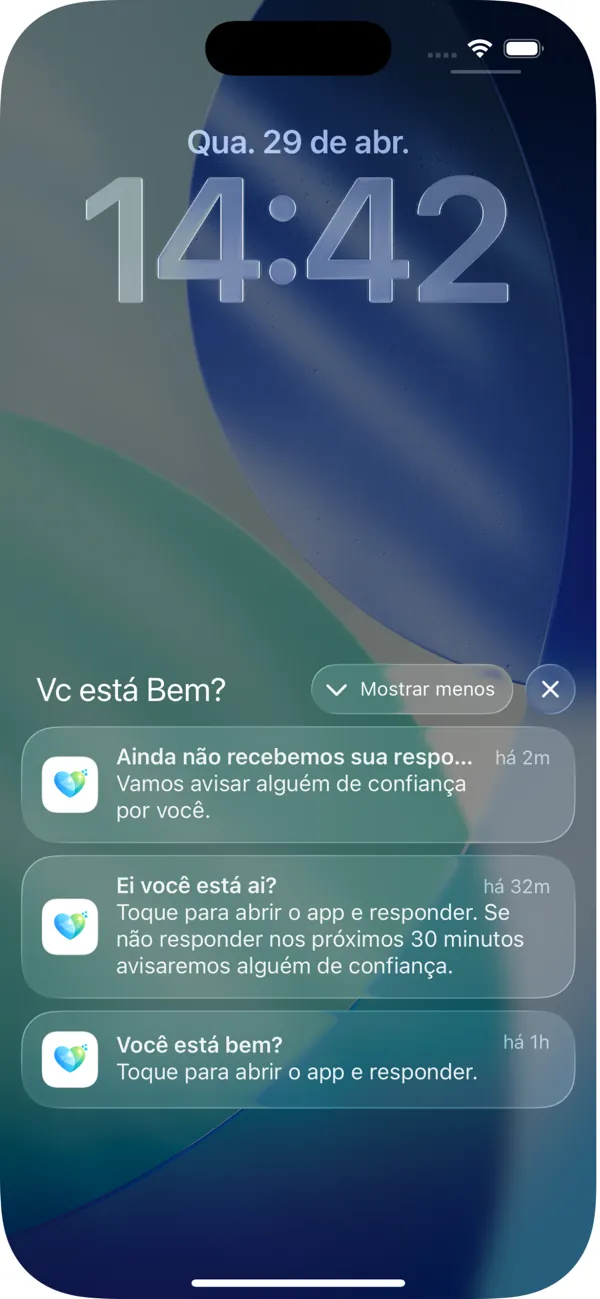 Qua. 29 de abr.
14:42
Vc está Bem?
Mostrar menos
Ainda não recebemos sua respo... há 2m
Vamos avisar alguém de confiança
por você.
Ei você está ai? há 32m
Toque para abrir o app e responder. Se
não responder nos próximos 30 minutos
avisaremos alguém de confiança.
Você está bem? há 1h
Toque para abrir o app e responder.